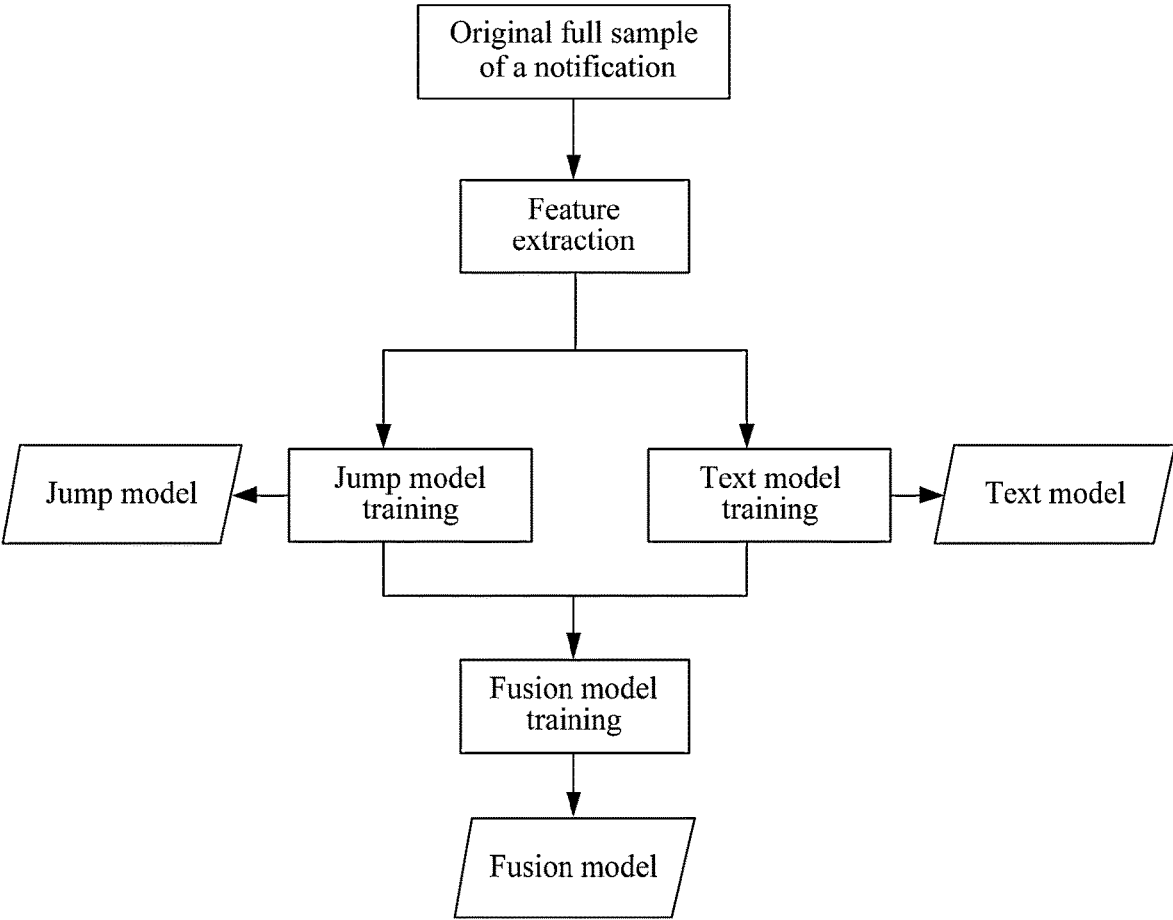 Original full sample
of a notification
Feature
extraction
Jump model
Jump model
training
Text model
training
Text model
Fusion model
training
Fusion model